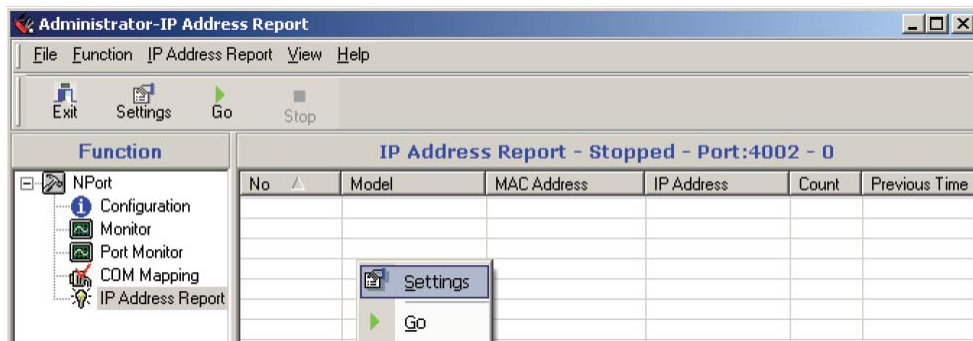 Administrator-IP Address Report
File Function IP Address Report View Help
Exit Settings Go Stop
Function
IP Address Report - Stopped - Port:4002 - 0
NPort
Configuration
Monitor
Port Monitor
COM Mapping
IP Address Report
No Model MAC Address IP Address Count Previous Time
Settings
Go